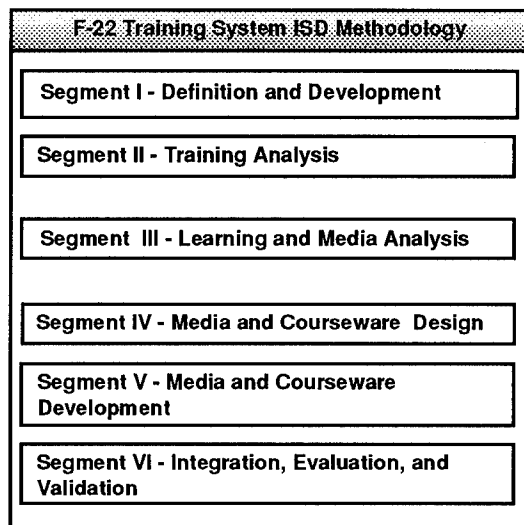 F-22 Training System ISD Methodology
Segment I - Definition and Development
Segment II - Training Analysis
Segment III - Learning and Media Analysis
Segment IV - Media and Courseware Design
Segment V - Media and Courseware
Development
Segment VI - Integration, Evaluation, and
Validation